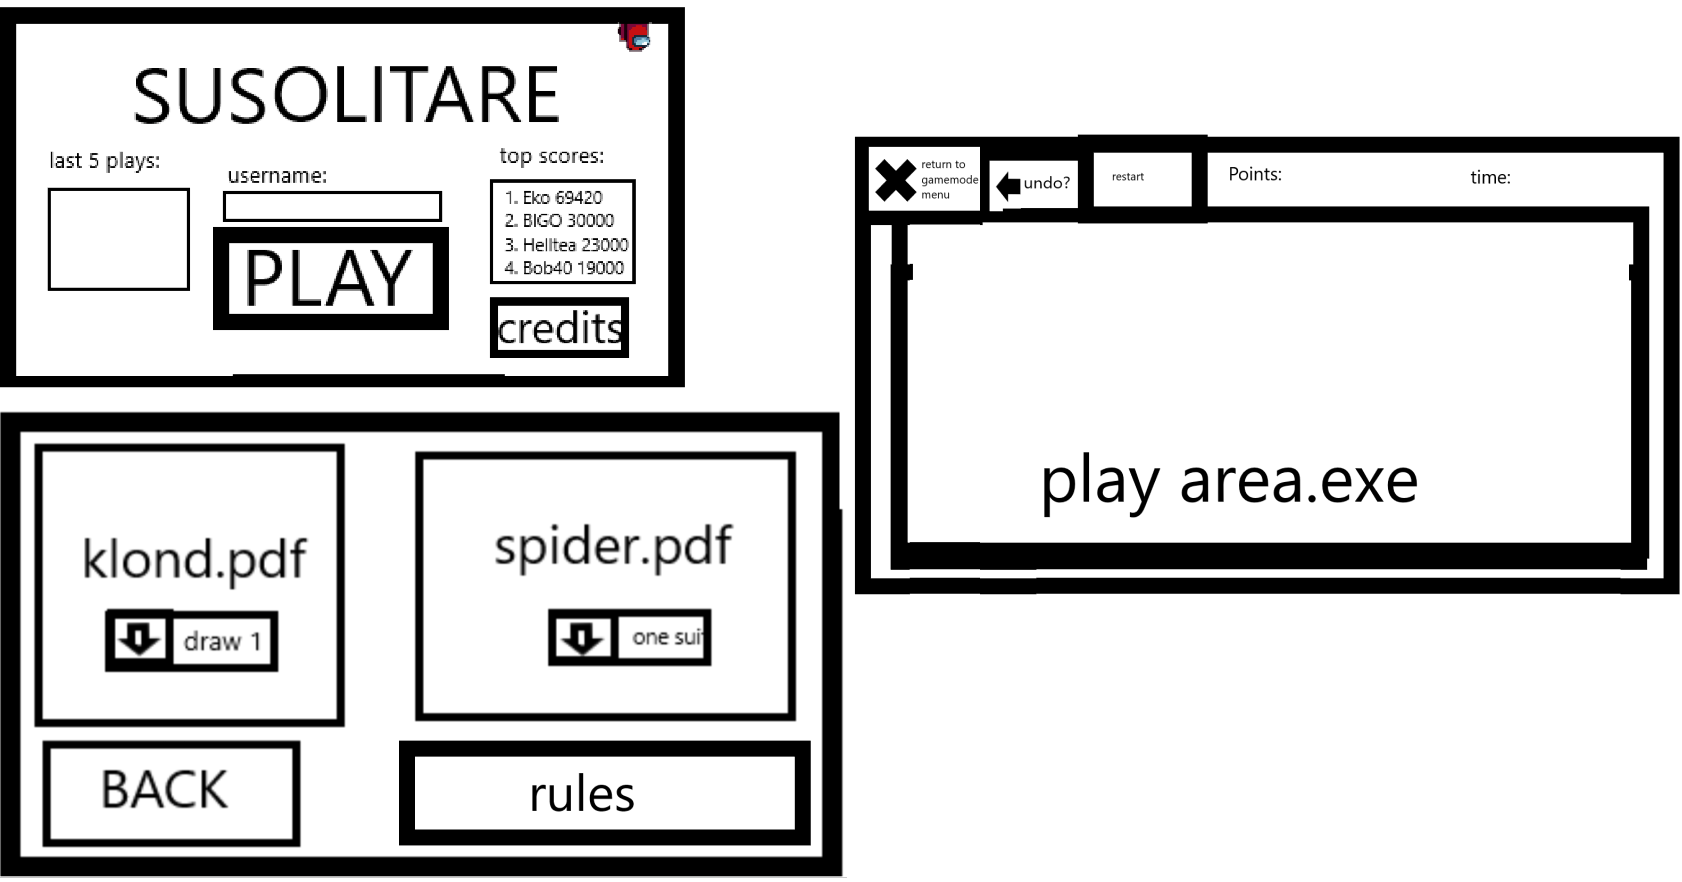 SUSOLITARE
last 5 plays:
username:
PLAY
top scores:
1. Eko 69420
2. BIGO 30000
3. Helltea 23000
4. Bob40 19000
credits
klond.pdf
draw 1
spider.pdf
one suit
BACK
rules
return to
gamemode
menu
undo?
restart
Points:
time:
play area.exe